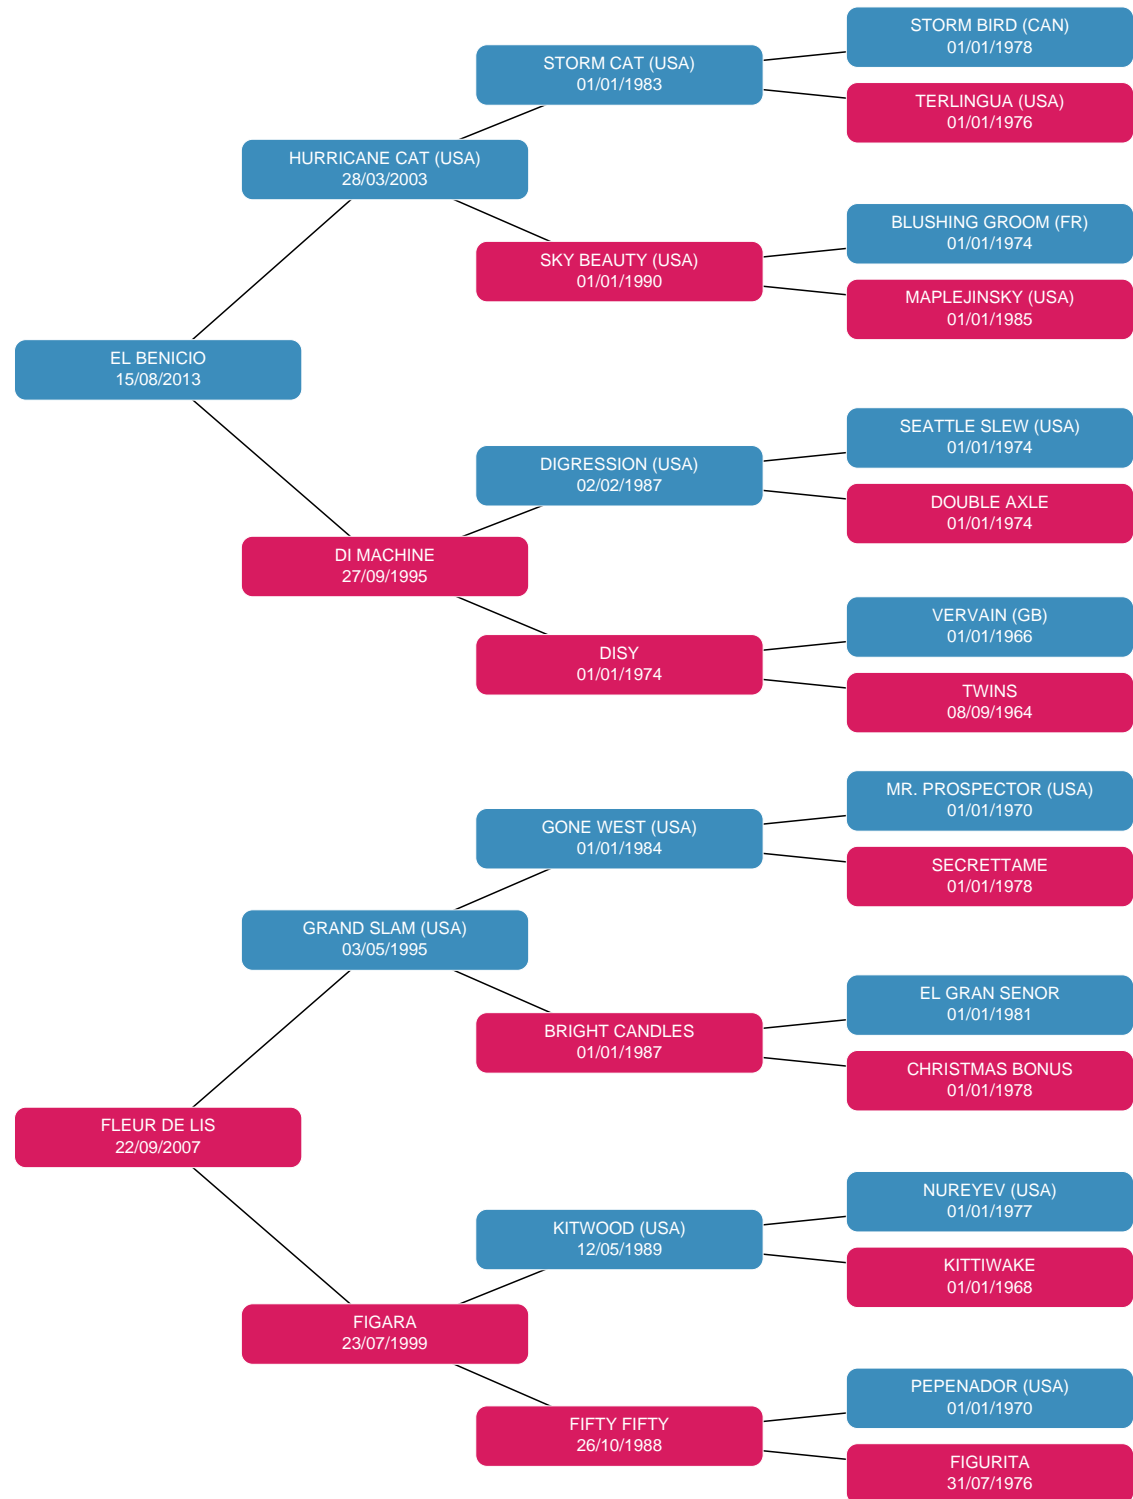 STORM BIRD (CAN)
01/01/1978
STORM CAT (USA)
01/01/1983
TERLINGUA (USA)
01/01/1976
HURRICANE CAT (USA)
28/03/2003
BLUSHING GROOM (FR)
01/01/1974
SKY BEAUTY (USA)
01/01/1990
MAPLEJINSKY (USA)
01/01/1985
EL BENICIO
15/08/2013
SEATTLE SLEW (USA)
01/01/1974
DIGRESSION (USA)
02/02/1987
DOUBLE AXLE
01/01/1974
DI MACHINE
27/09/1995
VERVAIN (GB)
01/01/1966
DISY
01/01/1974
TWINS
08/09/1964
MR. PROSPECTOR (USA)
01/01/1970
GONE WEST (USA)
01/01/1984
SECRETTAME
01/01/1978
GRAND SLAM (USA)
03/05/1995
EL GRAN SENOR
01/01/1981
BRIGHT CANDLES
01/01/1987
CHRISTMAS BONUS
01/01/1978
FLEUR DE LIS
22/09/2007
NUREYEV (USA)
01/01/1977
KITWOOD (USA)
12/05/1989
KITTIWAKE
01/01/1968
FIGARA
23/07/1999
PEPENADOR (USA)
01/01/1970
FIFTY FIFTY
26/10/1988
FIGURITA
31/07/1976